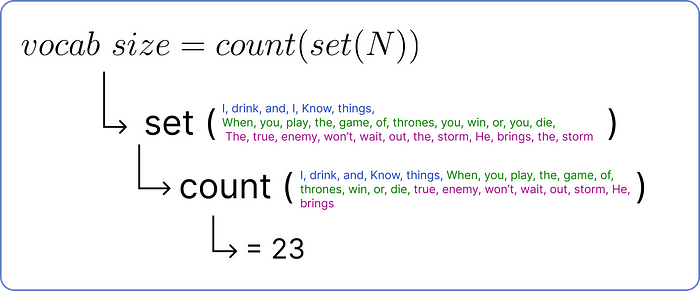 vocab size = count(set(N))
set ( I, drink, and, I, Know, things,
When, you, play, the, game, of, thrones, you, win, or, you, die,
The, true, enemy, won't, wait, out, the, storm, He, brings, the, storm )
count ( I, drink, and, Know, things, When, you, play, the, game, of,
thrones, win, or, die, true, enemy, won't, wait, out, storm, He,
brings )
= 23